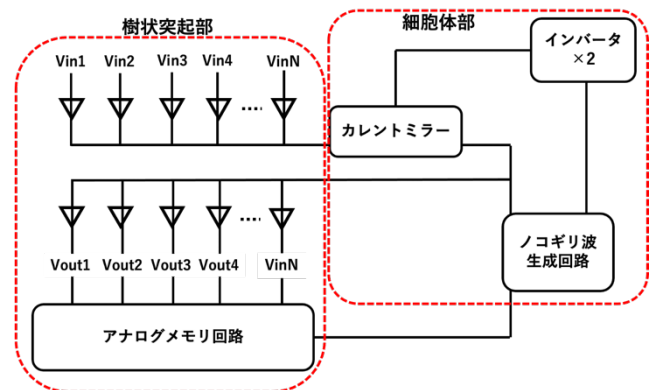 樹状突起部
細胞体部
Vin1 Vin2 Vin3 Vin4 VinN
インバータ
×2
カレントミラー
ノコギリ波
生成回路
Vout1 Vout2 Vout3 Vout4 VinN
アナログメモリ回路